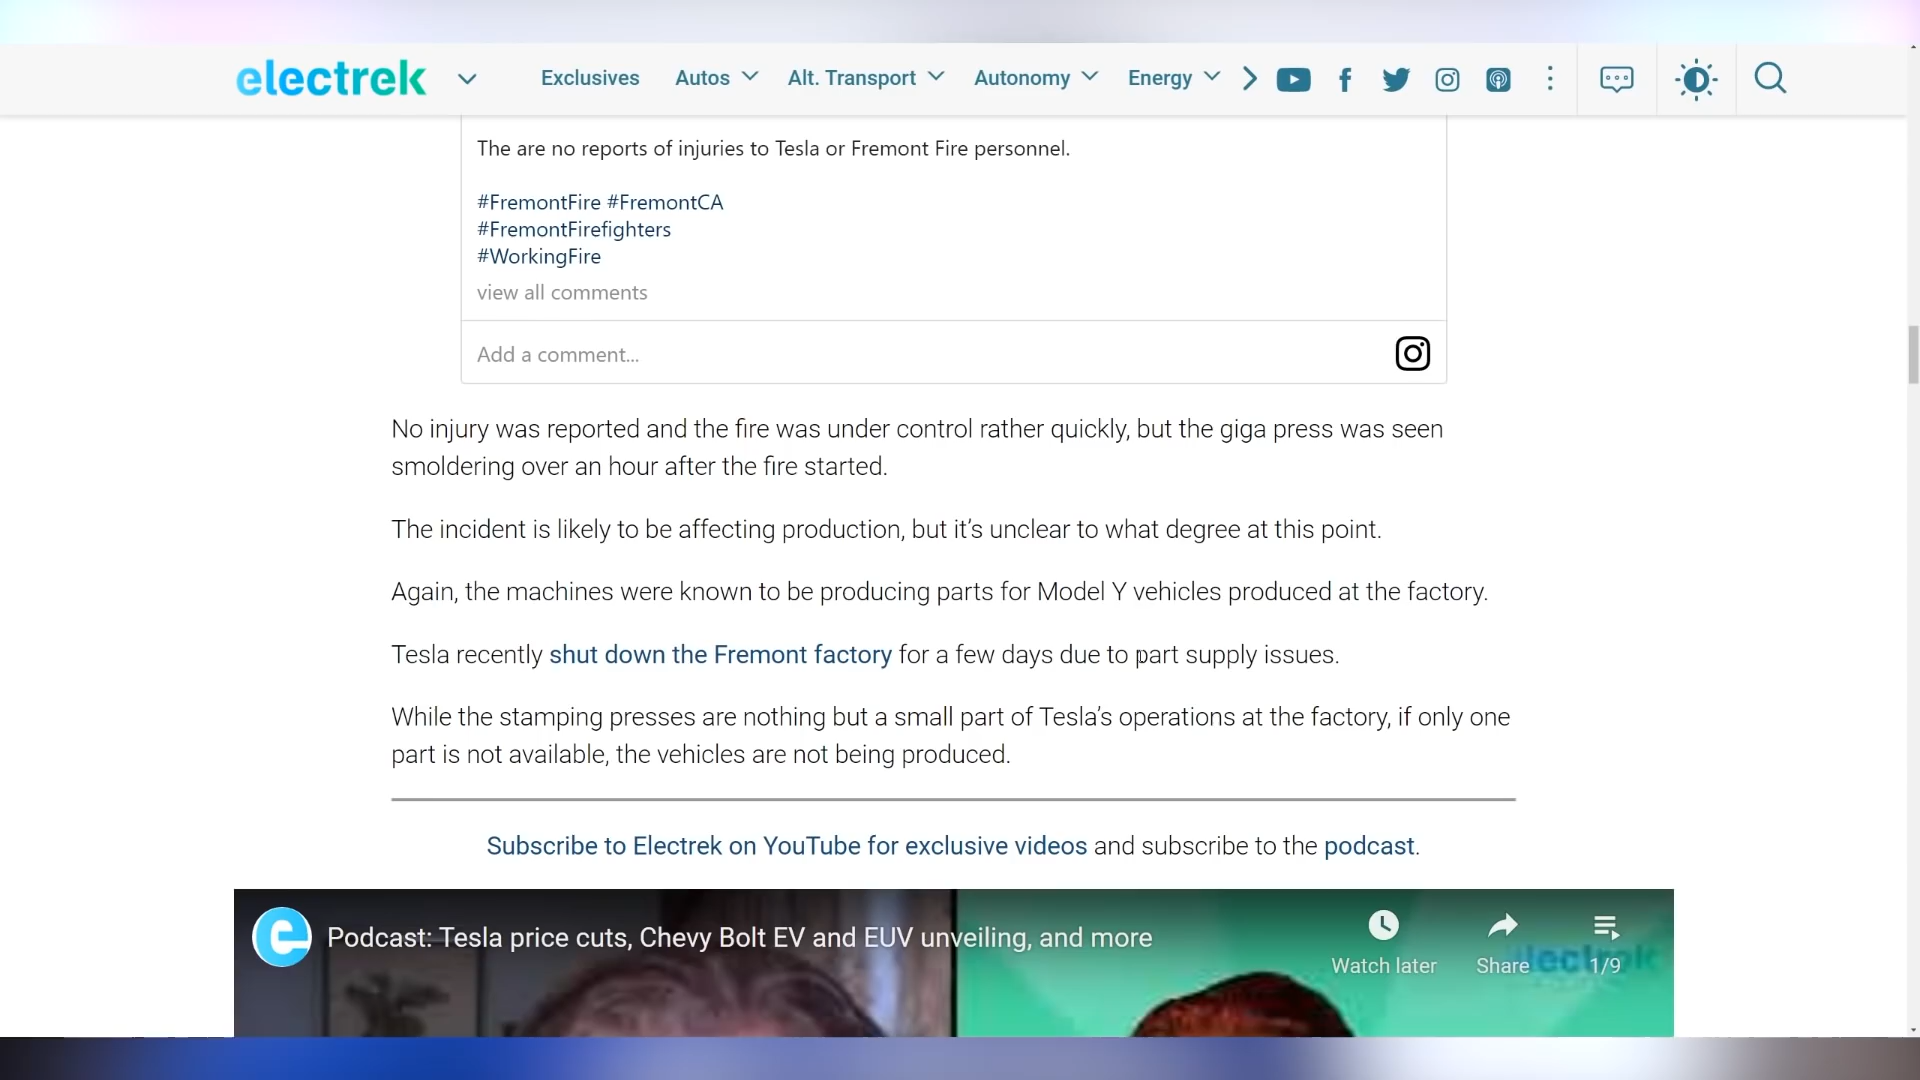 electrek
Exclusives Autos Alt. Transport Autonomy Energy
The are no reports of injuries to Tesla or Fremont Fire personnel.
#FremontFire #FremontCA
#FremontFirefighters
#WorkingFire
view all comments
Add a comment...
No injury was reported and the fire was under control rather quickly, but the giga press was seen
smoldering over an hour after the fire started.
The incident is likely to be affecting production, but it's unclear to what degree at this point.
Again, the machines were known to be producing parts for Model Y vehicles produced at the factory.
Tesla recently shut down the Fremont factory for a few days due to part supply issues.
While the stamping presses are nothing but a small part of Tesla's operations at the factory, if only one
part is not available, the vehicles are not being produced.
Subscribe to Electrek on YouTube for exclusive videos and subscribe to the podcast.
Podcast: Tesla price cuts, Chevy Bolt EV and EUV unveiling, and more
Watch later Share 1/9
electrek